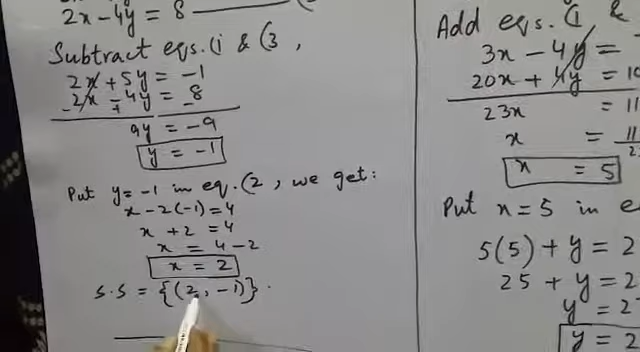 2x - 4y = 8
Subtract eqs. (1 & (3,
2x + 5y = -1
-2x ∓ 4y = -8
9y = -9
y = -1
Put y = -1 in eq. (2, we get:
x - 2(-1) = 4
x + 2 = 4
x = 4 - 2
x = 2
S.S = {(2, -1)}.
Add eqs. (1, &
3x - 4y =
20x + 4y = 10
23x = 11
x = 11
x = 5
Put x = 5 in e
5(5) + y = 2
25 + y = 2
y = 2
y = 2